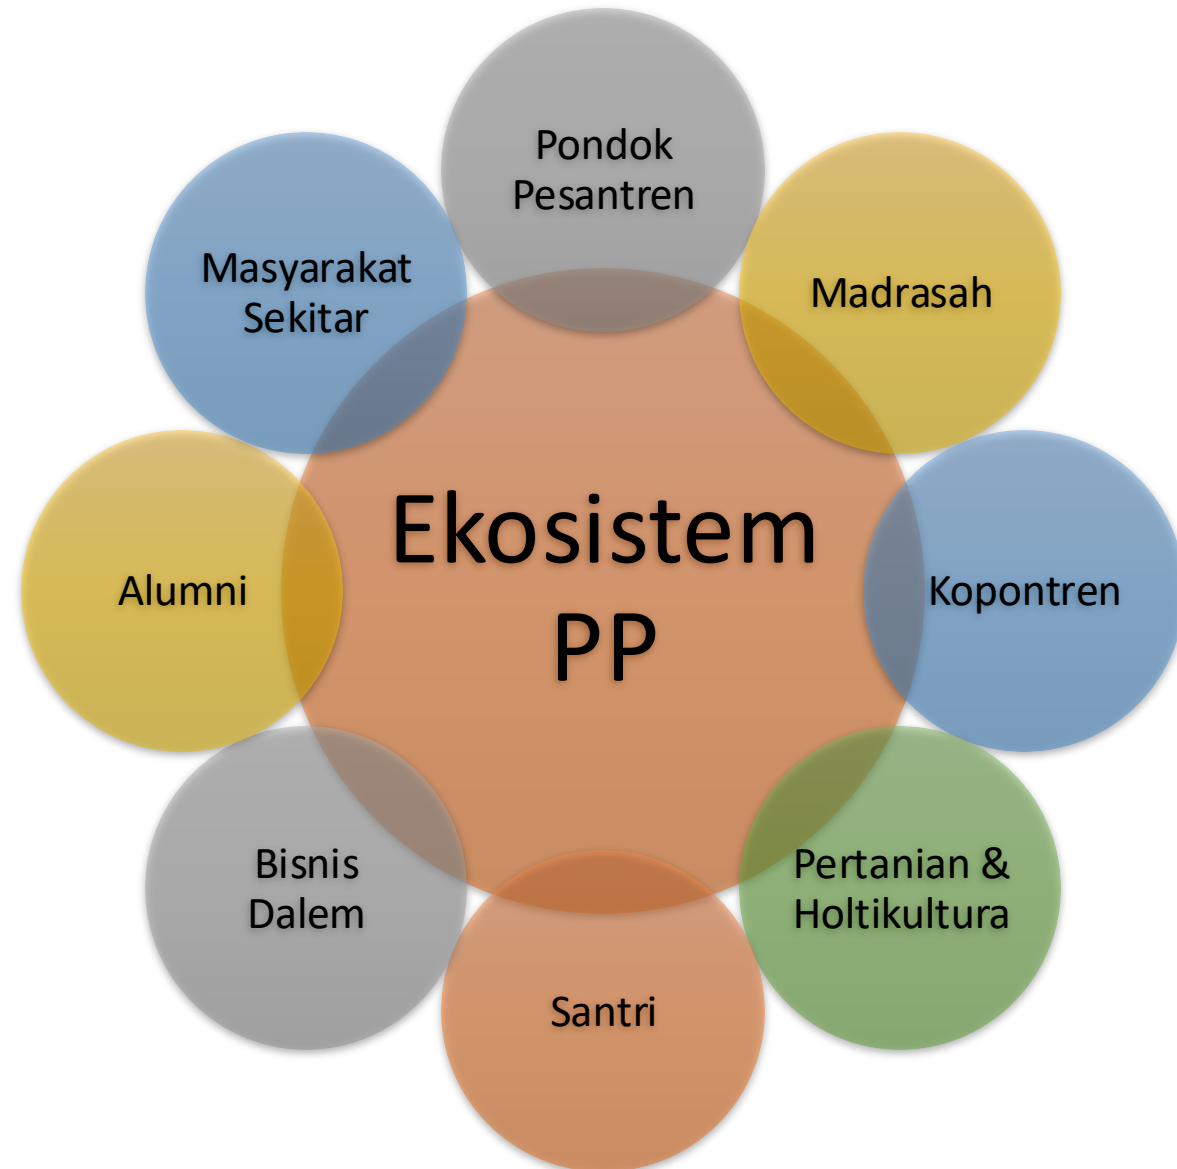 Pondok
Pesantren
Madrasah
Kopontren
Pertanian &
Holtikultura
Santri
Bisnis
Dalem
Alumni
Masyarakat
Sekitar
Ekosistem
PP